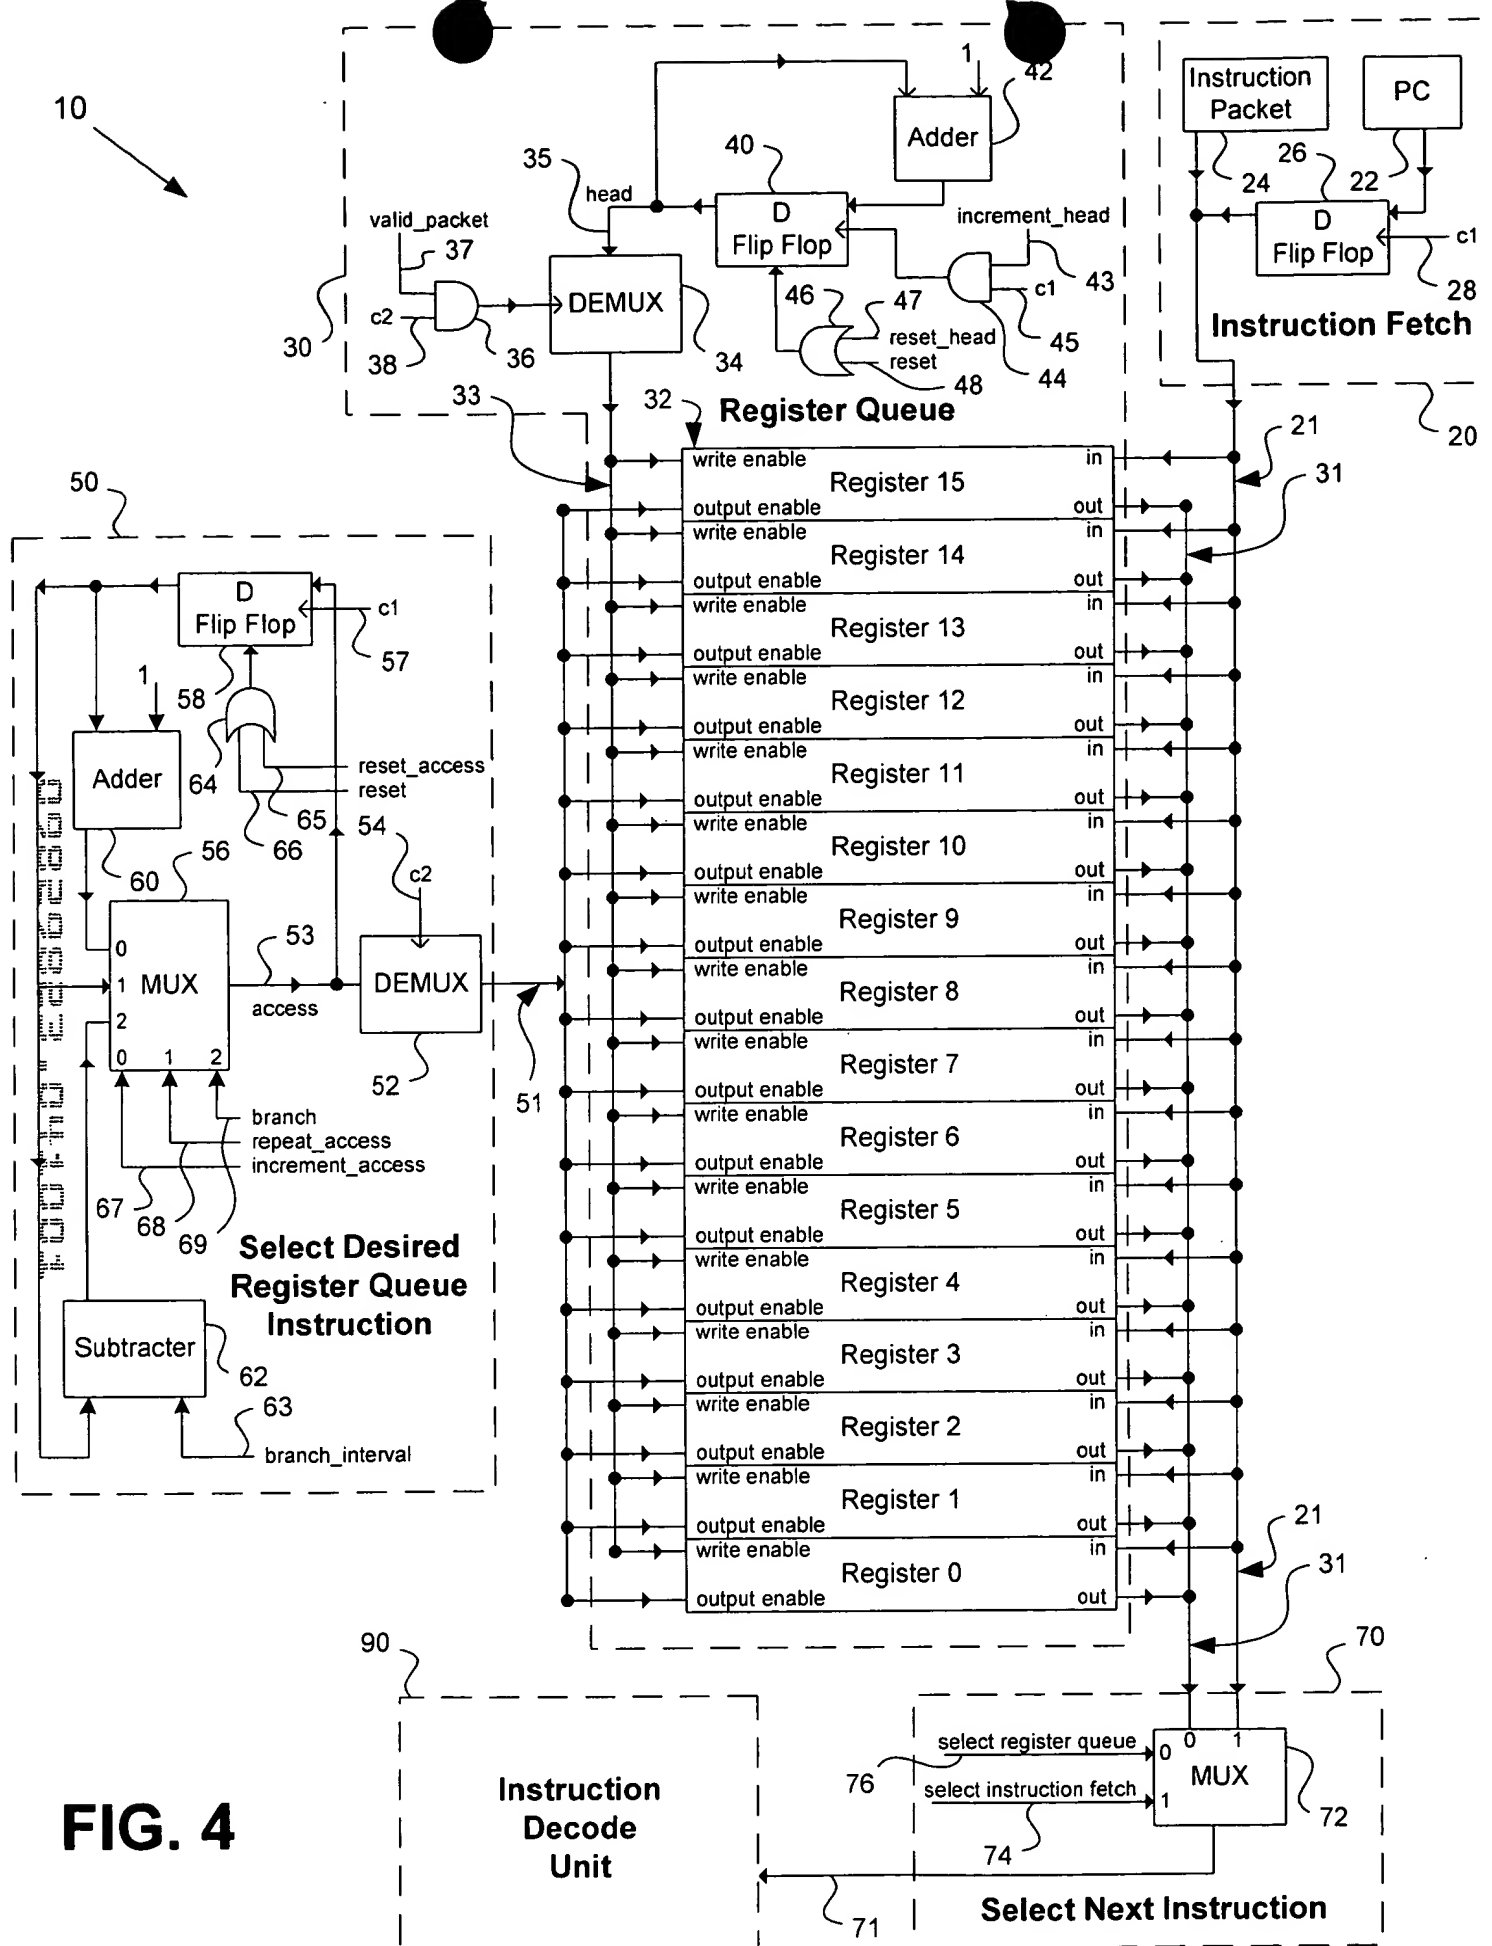 10
30
valid_packet
37
c2
38
36
35
head
DEMUX
34
33
40
D
Flip Flop
1
42
Adder
increment_head
43
c1
45
44
46
47
reset_head
reset
48
32
Register Queue
Instruction
Packet
PC
26
24
22
D
Flip Flop
c1
28
Instruction Fetch
20
21
31
write enable
in
Register 15
output enable
out
write enable
in
Register 14
output enable
out
write enable
in
Register 13
output enable
out
write enable
in
Register 12
output enable
out
write enable
in
Register 11
output enable
out
write enable
in
Register 10
output enable
out
write enable
in
Register 9
output enable
out
write enable
in
Register 8
output enable
out
write enable
in
Register 7
output enable
out
write enable
in
Register 6
output enable
out
write enable
in
Register 5
output enable
out
write enable
in
Register 4
output enable
out
write enable
in
Register 3
output enable
out
write enable
in
Register 2
output enable
out
write enable
in
Register 1
output enable
out
write enable
in
Register 0
output enable
out
21
31
50
D
Flip Flop
c1
57
58
1
64
Adder
reset_access
reset
65
66
54
60
56
c2
0
1
2
MUX
53
access
DEMUX
52
51
0 1 2
branch
repeat_access
increment_access
67
68
69
Select Desired
Register Queue
Instruction
Subtracter
62
63
branch_interval
90
Instruction
Decode
Unit
70
select register queue
76
select instruction fetch
74
0 1
0
1
MUX
72
71
Select Next Instruction
FIG. 4